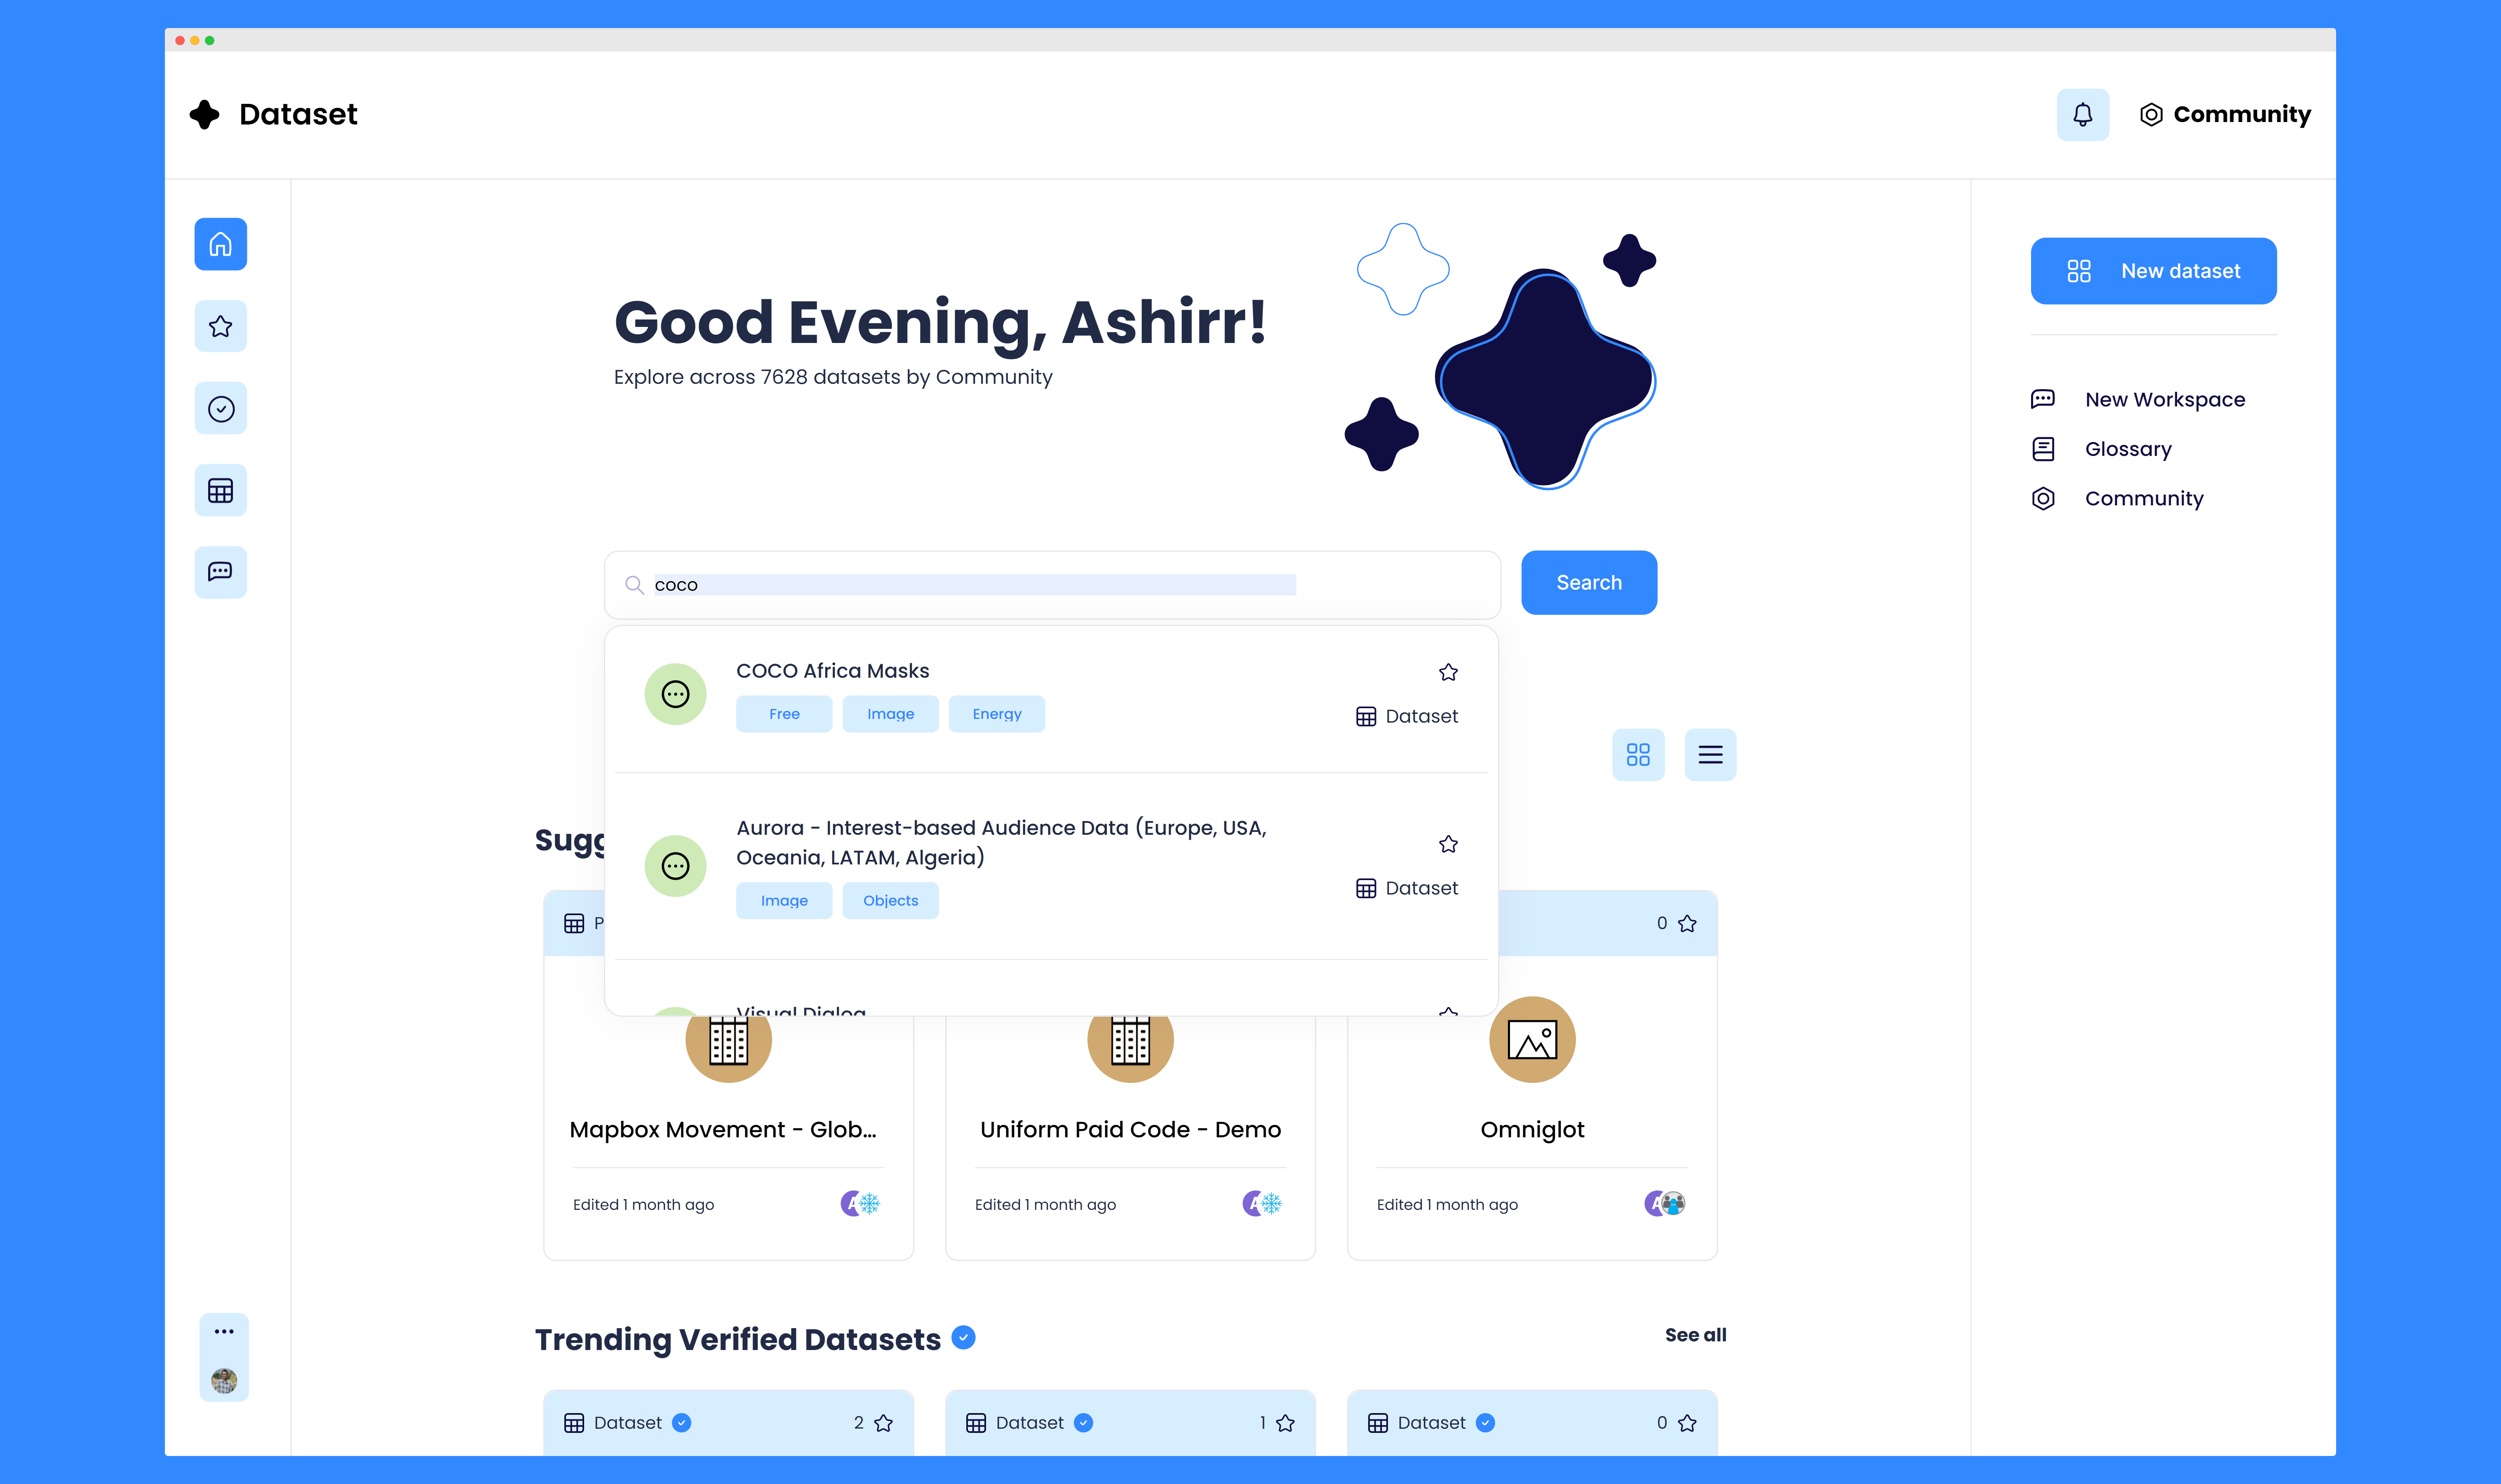 Dataset
Community
Good Evening, Ashirr!
Explore across 7628 datasets by Community
New dataset
New Workspace
Glossary
Community
coco
Search
COCO Africa Masks
Free Image Energy
Dataset
Aurora - Interest-based Audience Data (Europe, USA,
Oceania, LATAM, Algeria)
Image Objects
Dataset
Visual Dialog
Sugg
P
0
Mapbox Movement - Glob...
Uniform Paid Code - Demo
Omniglot
Edited 1 month ago
A
Edited 1 month ago
A
Edited 1 month ago
A
Trending Verified Datasets
See all
Dataset 2
Dataset 1
Dataset 0